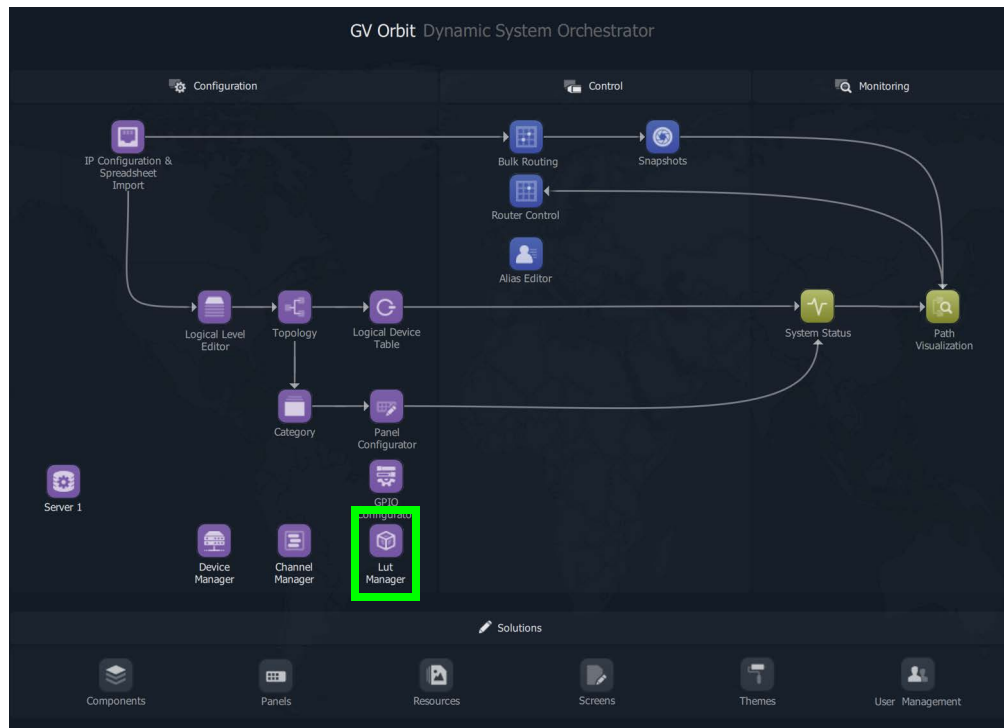 GV Orbit Dynamic System Orchestrator
Configuration
Control
Monitoring
IP Configuration &
Spreadsheet
Import
Bulk Routing
Snapshots
Router Control
Alias Editor
Logical Level
Editor
Topology
Logical Device
Table
System Status
Path
Visualization
Category
Panel
Configurator
Server 1
GPIO
Configurator
Device
Manager
Channel
Manager
Lut
Manager
Solutions
Components
Panels
Resources
Screens
Themes
User Management